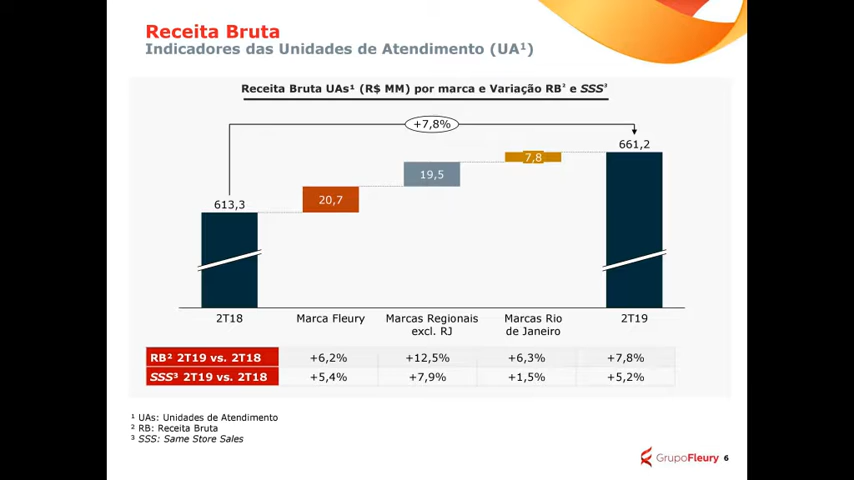 Receita Bruta
Indicadores das Unidades de Atendimento (UA¹)
Receita Bruta UAs¹ (R$ MM) por marca e Variação RB² e SSS³
+7,8%
661,2
7,8
19,5
20,7
613,3
2T18
Marca Fleury
Marcas Regionais
excl. RJ
Marcas Rio
de Janeiro
2T19
RB² 2T19 vs. 2T18 +6,2% +12,5% +6,3% +7,8%
SSS³ 2T19 vs. 2T18 +5,4% +7,9% +1,5% +5,2%
¹ UAs: Unidades de Atendimento
² RB: Receita Bruta
³ SSS: Same Store Sales
GrupoFleury 6